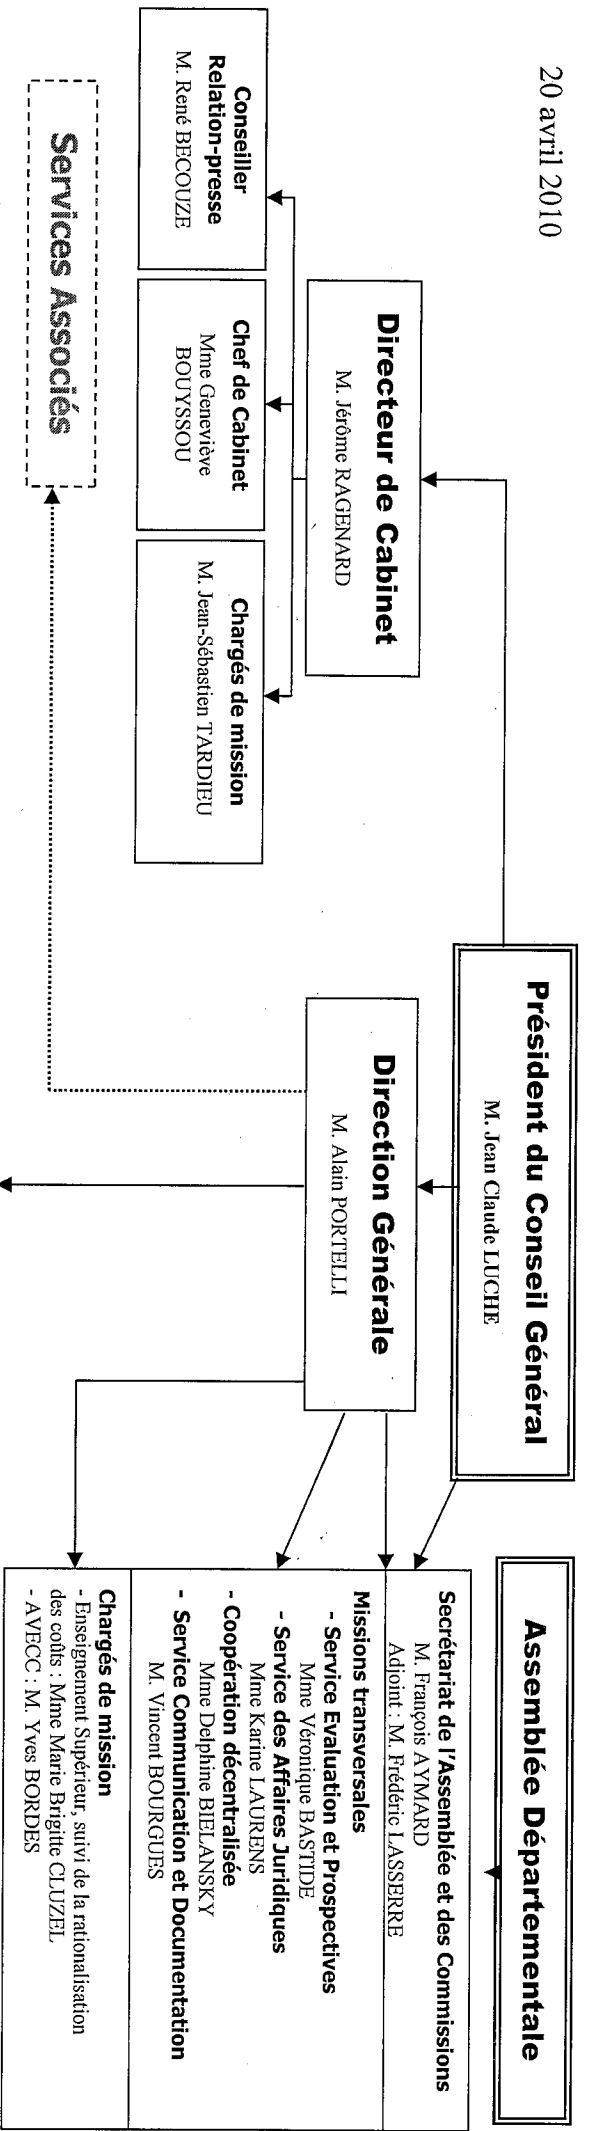 20 avril 2010
Président du Conseil Général
M. Jean Claude LUCHE
Assemblée Départementale
Directeur de Cabinet
M. Jérôme RAGENARD
Direction Générale
M. Alain PORTELLI
Secrétariat de l'Assemblée et des Commissions
M. François AYMARD
Adjoint : M. Frédéric LASSERRE
Missions transversales
- Service Evaluation et Prospectives
Mme Véronique BASTIDE
- Service des Affaires Juridiques
Mme Karine LAURENS
- Coopération décentralisée
Mme Delphine BIELANSKY
- Service Communication et Documentation
M. Vincent BOURGUES
Chargés de mission
- Enseignement Supérieur, suivi de la rationalisation
des coûts : Mme Marie Brigitte CLUZEL
- AVECC : M. Yves BORDES
Conseiller
Relation-presse
M. René BECOUZE
Chef de Cabinet
Mme Geneviève
BOUYSSOU
Chargés de mission
M. Jean-Sébastien TARDIEU
Services Associés